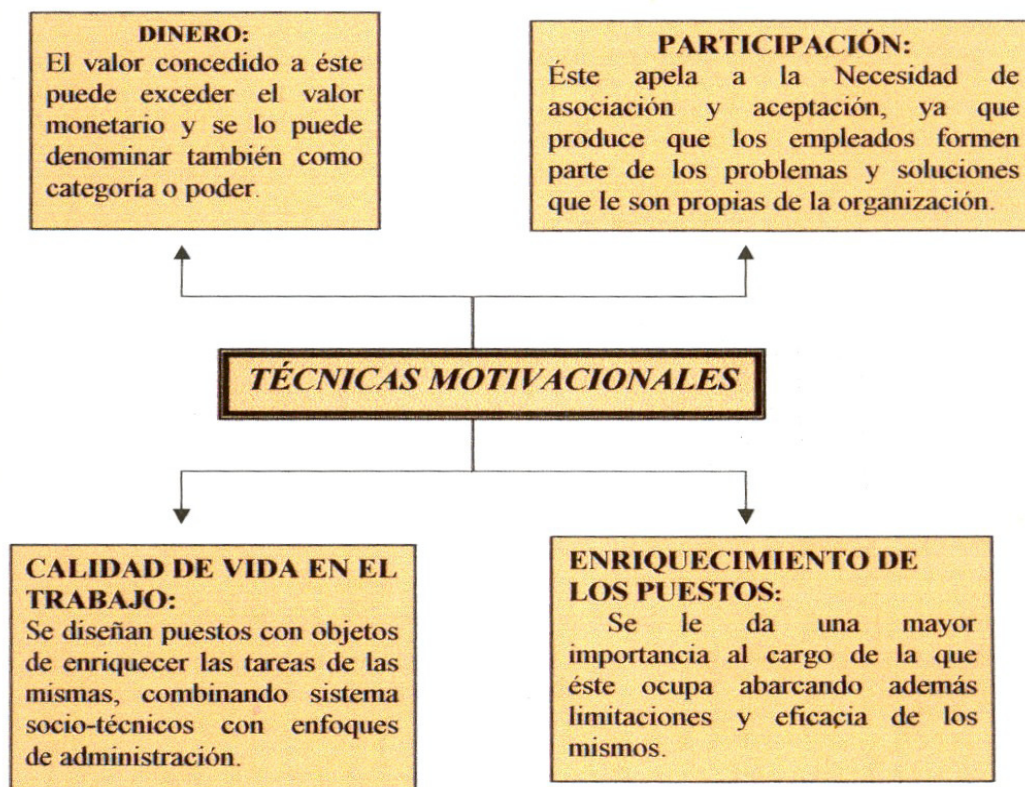 DINERO:
El valor concedido a éste
puede exceder el valor
monetario y se lo puede
denominar también como
categoría o poder.
PARTICIPACIÓN:
Éste apela a la Necesidad de
asociación y aceptación, ya que
produce que los empleados formen
parte de los problemas y soluciones
que le son propias de la organización.
TÉCNICAS MOTIVACIONALES
CALIDAD DE VIDA EN EL
TRABAJO:
Se diseñan puestos con objetos
de enriquecer las tareas de las
mismas, combinando sistema
socio-técnicos con enfoques
de administración.
ENRIQUECIMIENTO DE
LOS PUESTOS:
Se le da una mayor
importancia al cargo de la que
éste ocupa abarcando además
limitaciones y eficacia de los
mismos.